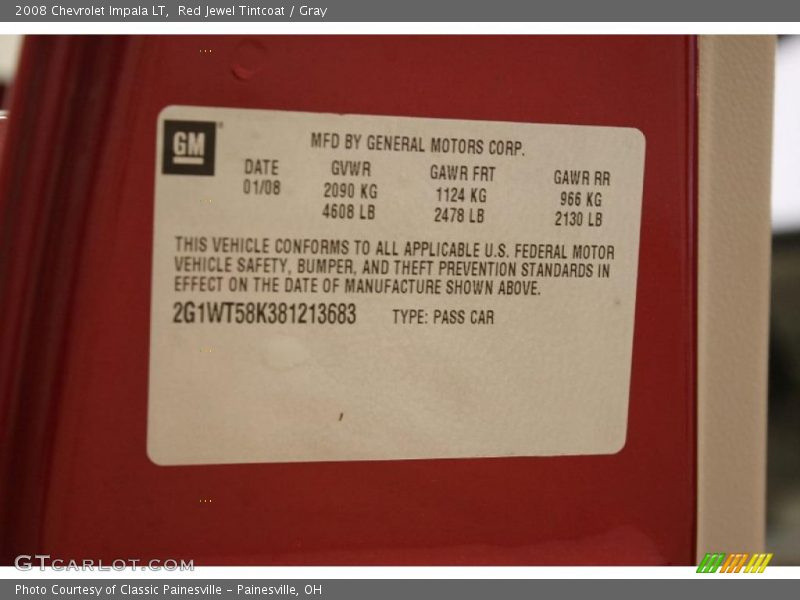 2008 Chevrolet Impala LT, Red Jewel Tintcoat / Gray
GM
MFD BY GENERAL MOTORS CORP.
DATE GVWR GAWR FRT GAWR RR
01/08 2090 KG 1124 KG 966 KG
4608 LB 2478 LB 2130 LB
THIS VEHICLE CONFORMS TO ALL APPLICABLE U.S. FEDERAL MOTOR
VEHICLE SAFETY, BUMPER, AND THEFT PREVENTION STANDARDS IN
EFFECT ON THE DATE OF MANUFACTURE SHOWN ABOVE.
2G1WT58K381213683 TYPE: PASS CAR
GTCARLOT.COM
Photo Courtesy of Classic Painesville - Painesville, OH